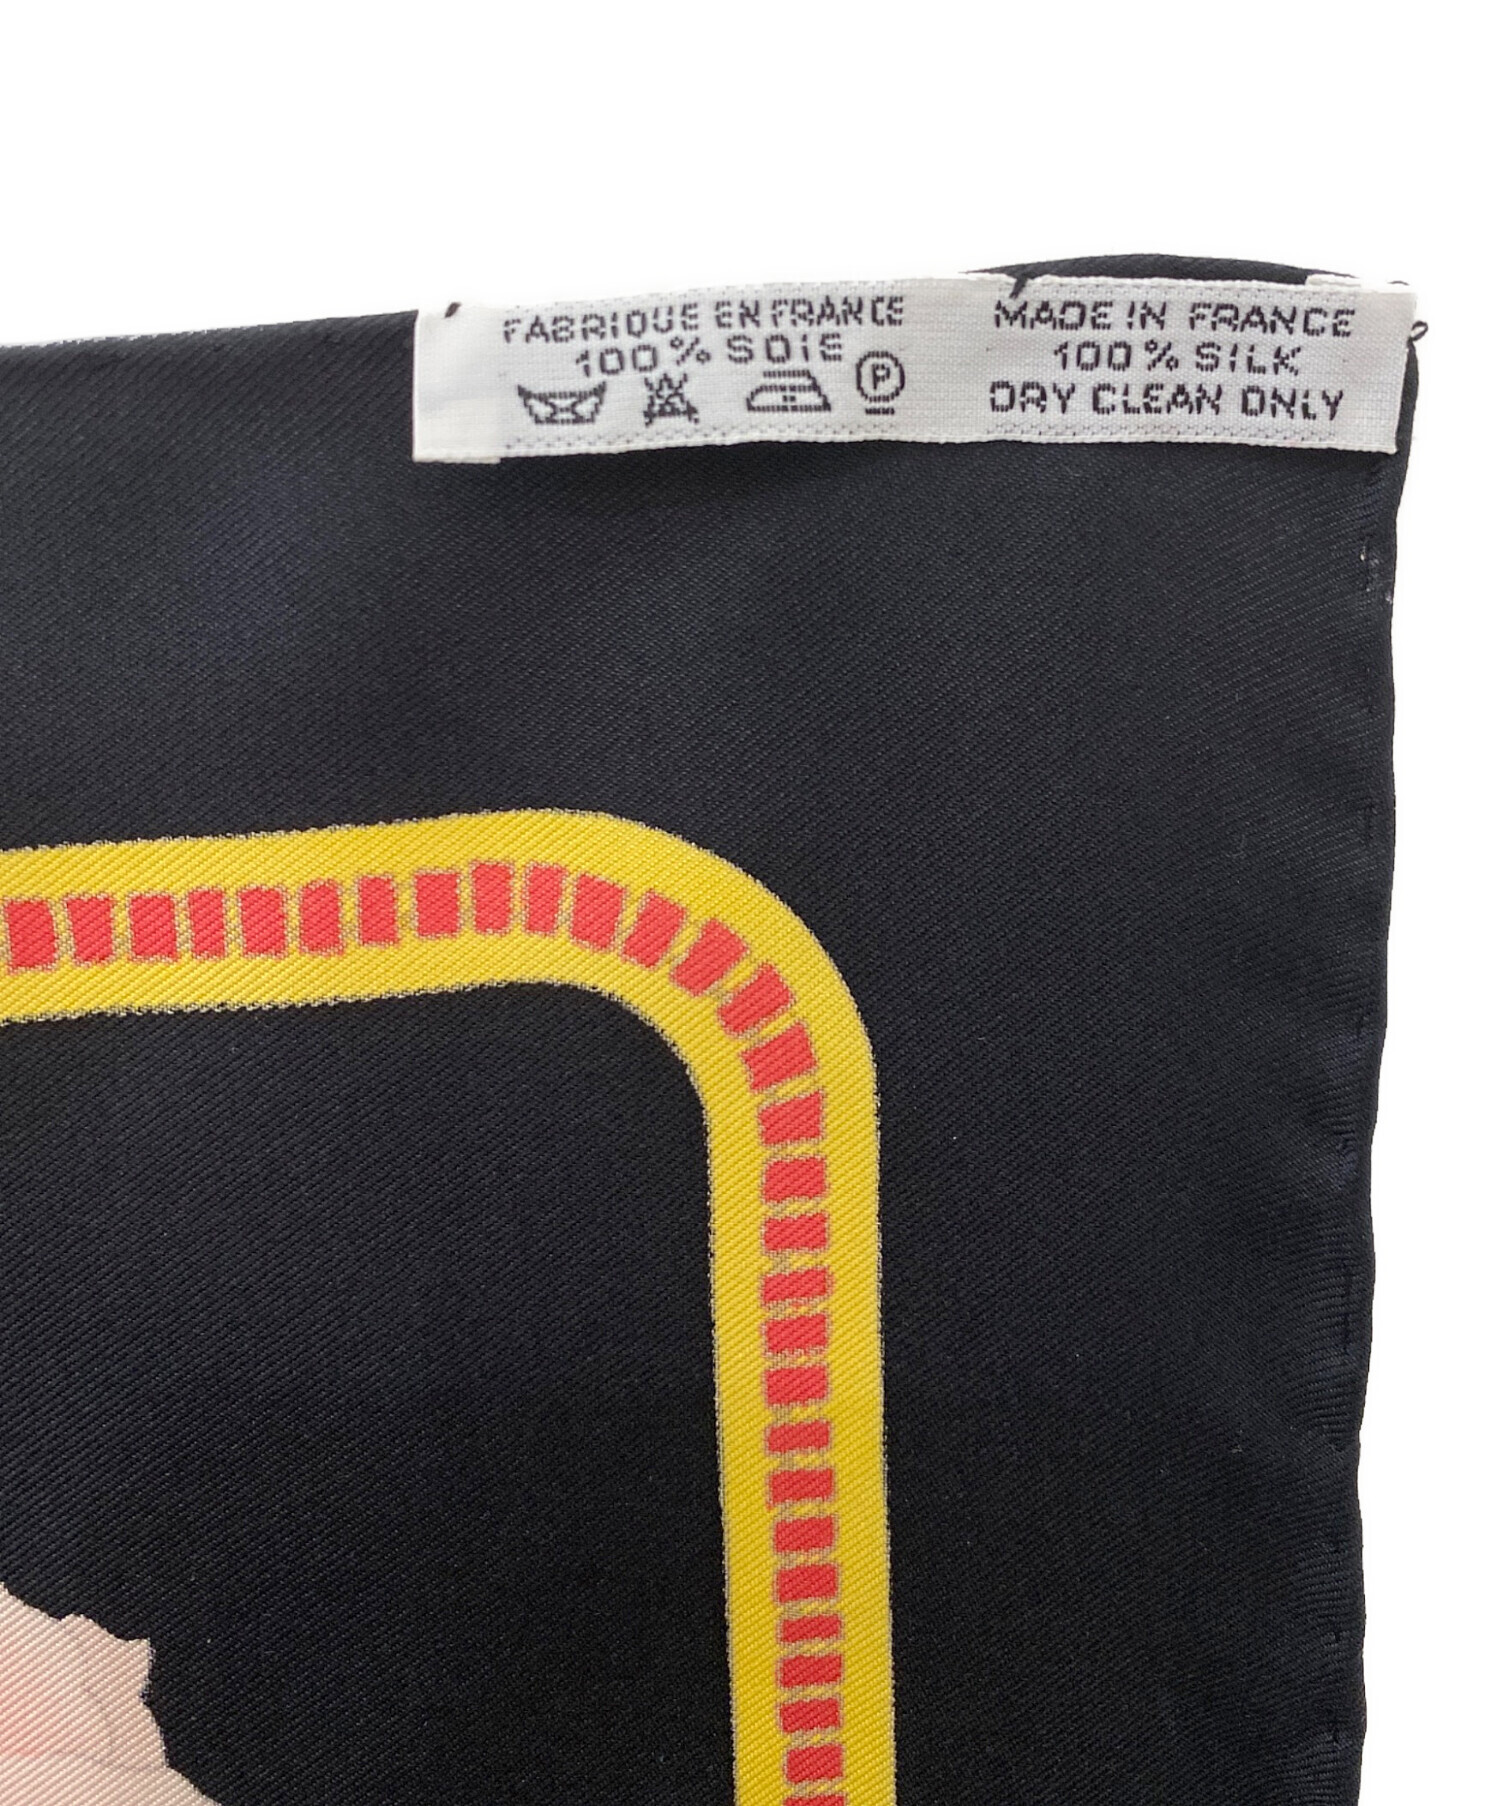 FABRIQUE EN FRANCE
100% SOIE
P
MADE IN FRANCE
100% SILK
DRY CLEAN ONLY